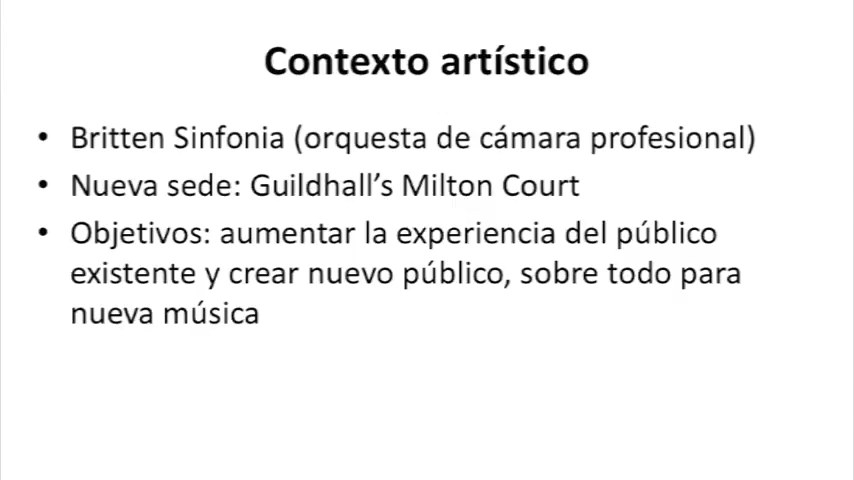 Contexto artístico
• Britten Sinfonia (orquesta de cámara profesional)
• Nueva sede: Guildhall’s Milton Court
• Objetivos: aumentar la experiencia del público
existente y crear nuevo público, sobre todo para
nueva música